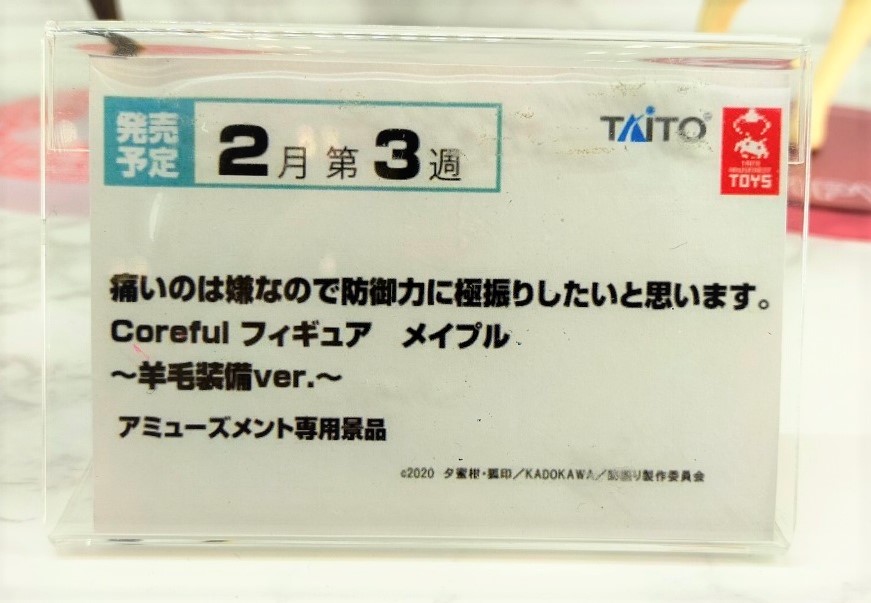 発売
予定
2月第3週
TAITO
TOYS
痛いのは嫌なので防御力に極振りしたいと思います。
Coreful フィギュア　メイプル
～羊毛装備ver.～
アミューズメント専用景品
©2020 夕蜜柑・狐印／KADOKAWA／防振り製作委員会